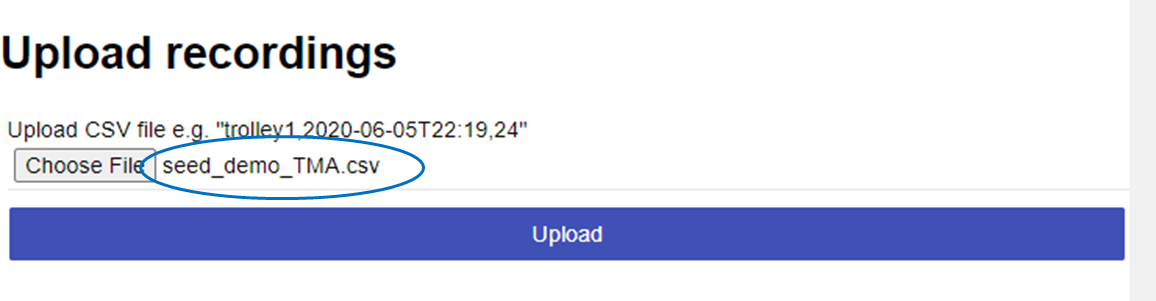 Upload recordings
Upload CSV file e.g. "trolley1,2020-06-05T22:19,24"
Choose File seed_demo_TMA.csv
Upload